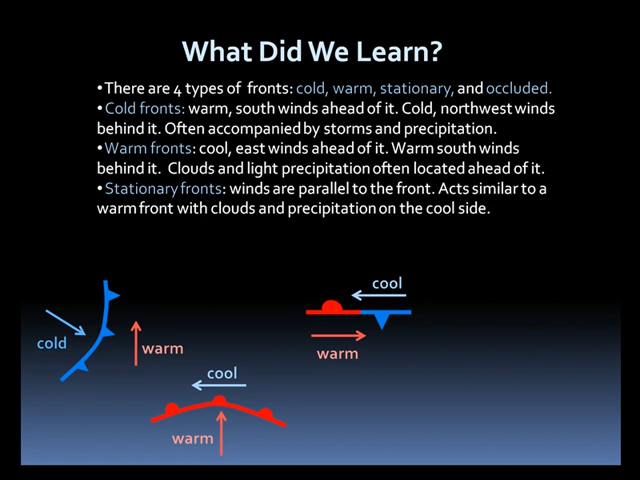 What Did We Learn?
•There are 4 types of fronts: cold, warm, stationary, and occluded.
•Cold fronts: warm, south winds ahead of it. Cold, northwest winds
behind it. Often accompanied by storms and precipitation.
•Warm fronts: cool, east winds ahead of it. Warm south winds
behind it. Clouds and light precipitation often located ahead of it.
•Stationary fronts: winds are parallel to the front. Acts similar to a
warm front with clouds and precipitation on the cool side.
cool
cold
warm
warm
cool
warm